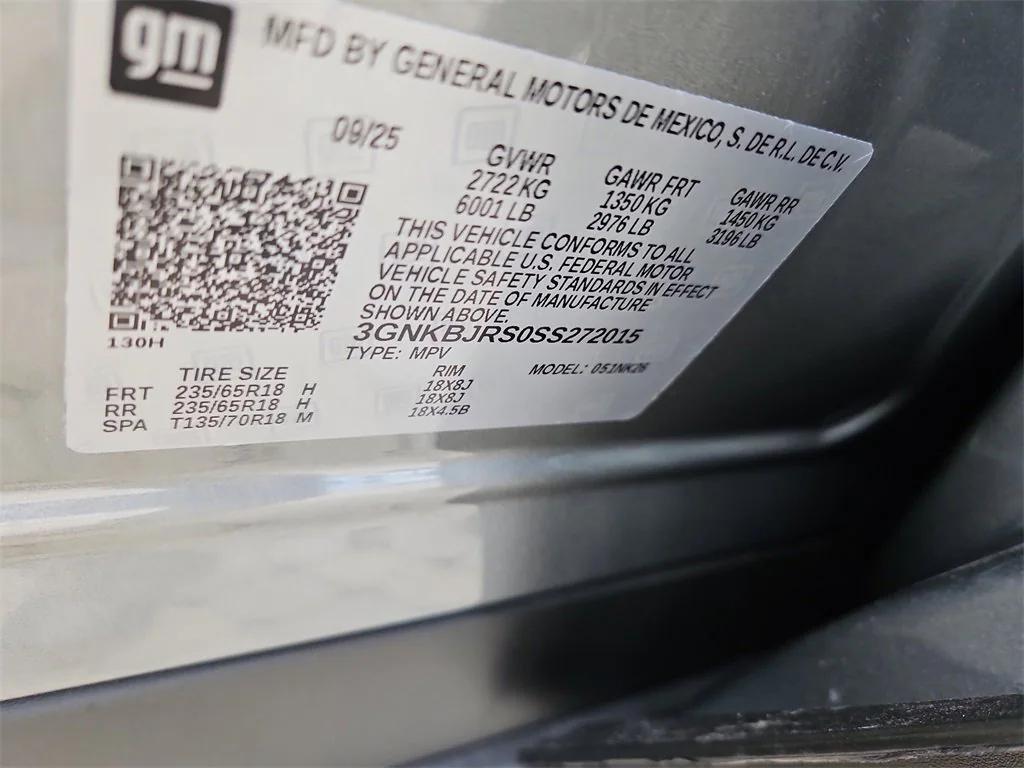 gm
MFD BY GENERAL MOTORS DE MEXICO, S. DE R.L. DE C.V.
09/25
GVWR GAWR FRT GAWR RR
2722 KG 1350 KG 1450 KG
6001 LB 2976 LB 3196 LB
THIS VEHICLE CONFORMS TO ALL
APPLICABLE U.S. FEDERAL MOTOR
VEHICLE SAFETY STANDARDS IN EFFECT
ON THE DATE OF MANUFACTURE
SHOWN ABOVE.
3GNKBJRS0SS272015
130H
TYPE: MPV MODEL: 051NK26
TIRE SIZE RIM
FRT 235/65R18 H 18X8J
RR 235/65R18 H 18X8J
SPA T135/70R18 M 18X4.5B